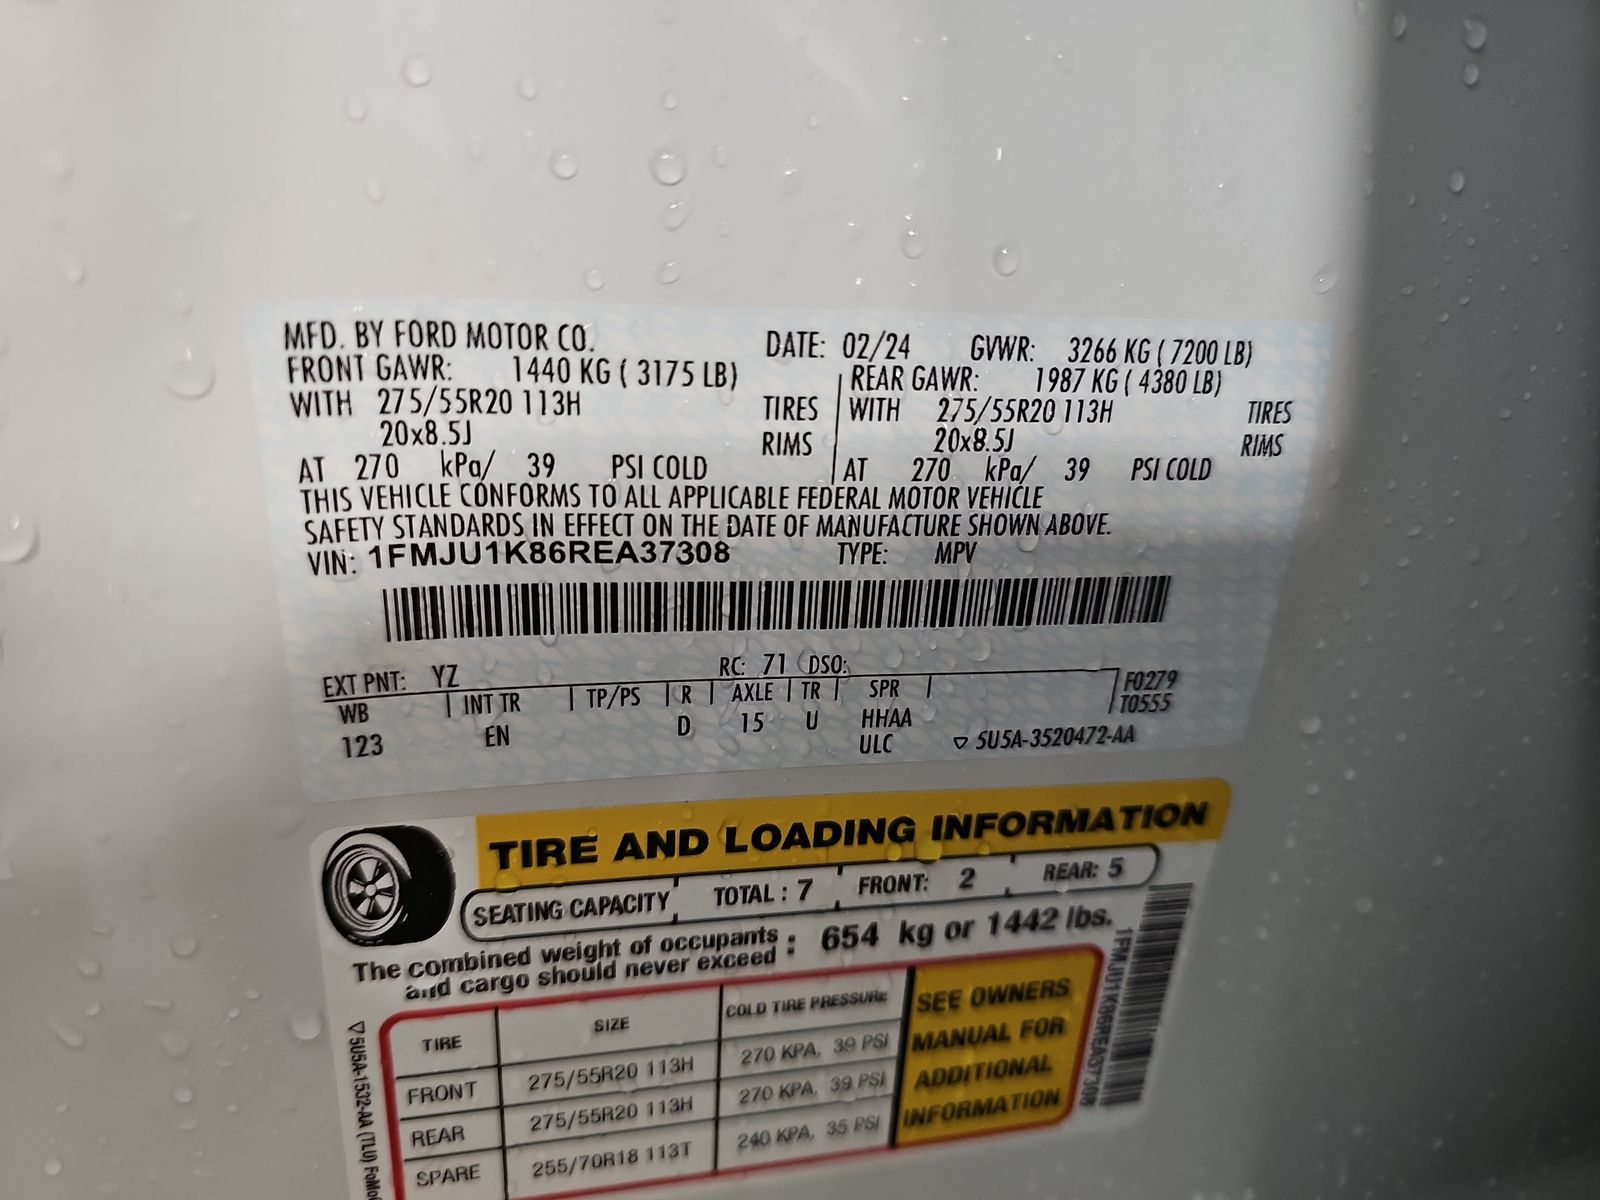 MFD. BY FORD MOTOR CO. DATE: 02/24 GVWR: 3266 KG ( 7200 LB)
FRONT GAWR: 1440 KG ( 3175 LB) REAR GAWR: 1987 KG ( 4380 LB)
WITH 275/55R20 113H TIRES WITH 275/55R20 113H TIRES
20x8.5J RIMS 20x8.5J RIMS
AT 270 kPa/ 39 PSI COLD AT 270 kPa/ 39 PSI COLD
THIS VEHICLE CONFORMS TO ALL APPLICABLE FEDERAL MOTOR VEHICLE
SAFETY STANDARDS IN EFFECT ON THE DATE OF MANUFACTURE SHOWN ABOVE.
VIN: 1FMJU1K86REA37308 TYPE: MPV
EXT PNT: YZ RC: 71 DSO:
WB INT TR TP/PS R AXLE TR SPR F0279
T0555
123 EN D 15 U HHAA
ULC ▽ 5U5A-3520472-AA
TIRE AND LOADING INFORMATION
SEATING CAPACITY TOTAL : 7 FRONT: 2 REAR: 5
The combined weight of occupants
and cargo should never exceed : 654 kg or 1442 lbs.
TIRE SIZE COLD TIRE PRESSURE
FRONT 275/55R20 113H 270 KPA, 39 PSI
REAR 275/55R20 113H 270 KPA, 39 PSI
SPARE 255/70R18 113T 240 KPA, 35 PSI
SEE OWNERS
MANUAL FOR
ADDITIONAL
INFORMATION
1FMJU1K86REA37308
▽ 5U5A-1532-AA (TLU)